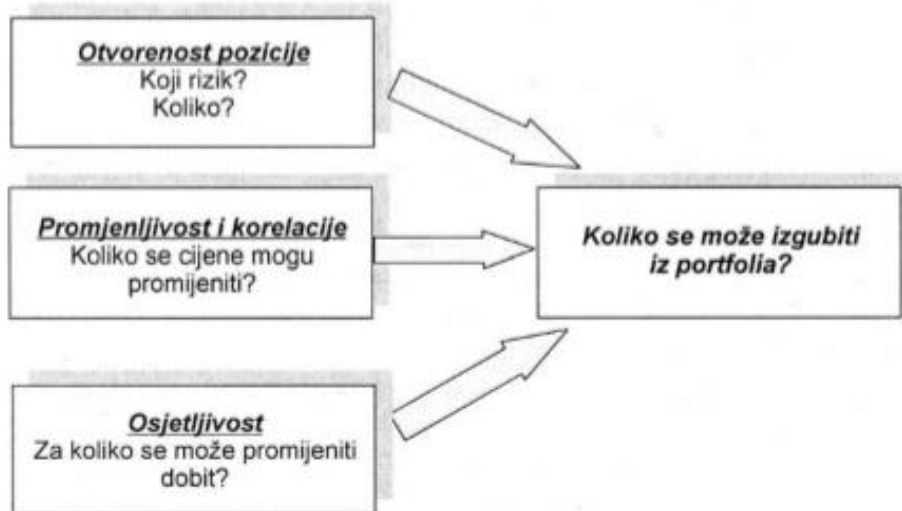 Otvorenost pozicije
Koji rizik?
Koliko?
Promjenljivost i korelacije
Koliko se cijene mogu
promijeniti?
Osjetljivost
Za koliko se može promijeniti
dobit?
Koliko se može izgubiti
iz portfolia?